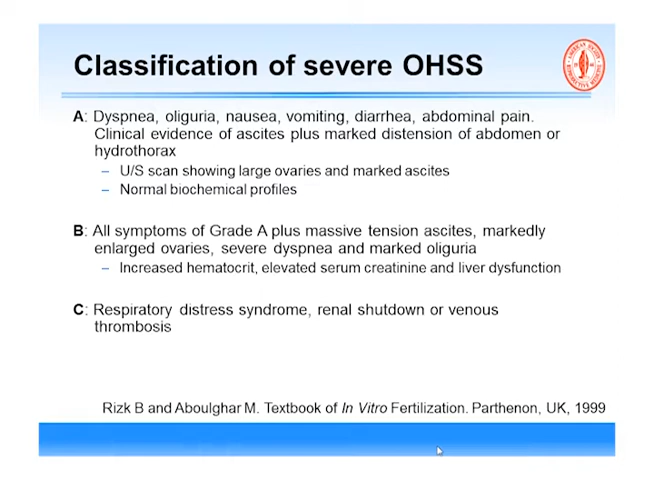 Classification of severe OHSS
A: Dyspnea, oliguria, nausea, vomiting, diarrhea, abdominal pain.
Clinical evidence of ascites plus marked distension of abdomen or
hydrothorax
– U/S scan showing large ovaries and marked ascites
– Normal biochemical profiles
B: All symptoms of Grade A plus massive tension ascites, markedly
enlarged ovaries, severe dyspnea and marked oliguria
– Increased hematocrit, elevated serum creatinine and liver dysfunction
C: Respiratory distress syndrome, renal shutdown or venous
thrombosis
Rizk B and Aboulghar M. Textbook of In Vitro Fertilization. Parthenon, UK, 1999